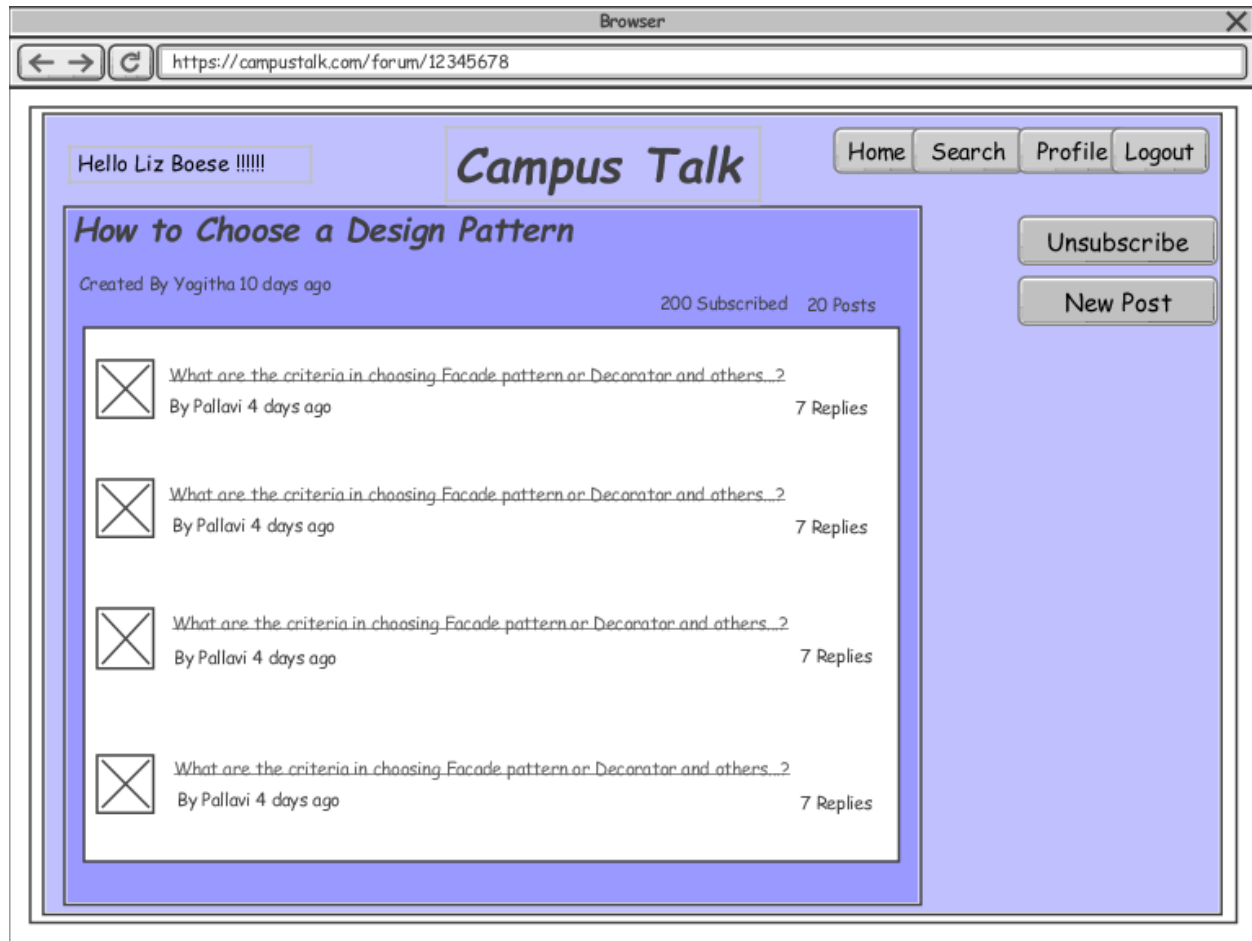 Browser
https://campustalk.com/forum/12345678
Hello Liz Boese !!!!!!
Campus Talk
Home Search Profile Logout
How to Choose a Design Pattern
Unsubscribe
Created By Yogitha 10 days ago
200 Subscribed 20 Posts
New Post
What are the criteria in choosing Facade pattern or Decorator and others...?
By Pallavi 4 days ago
7 Replies
What are the criteria in choosing Facade pattern or Decorator and others...?
By Pallavi 4 days ago
7 Replies
What are the criteria in choosing Facade pattern or Decorator and others...?
By Pallavi 4 days ago
7 Replies
What are the criteria in choosing Facade pattern or Decorator and others...?
By Pallavi 4 days ago
7 Replies